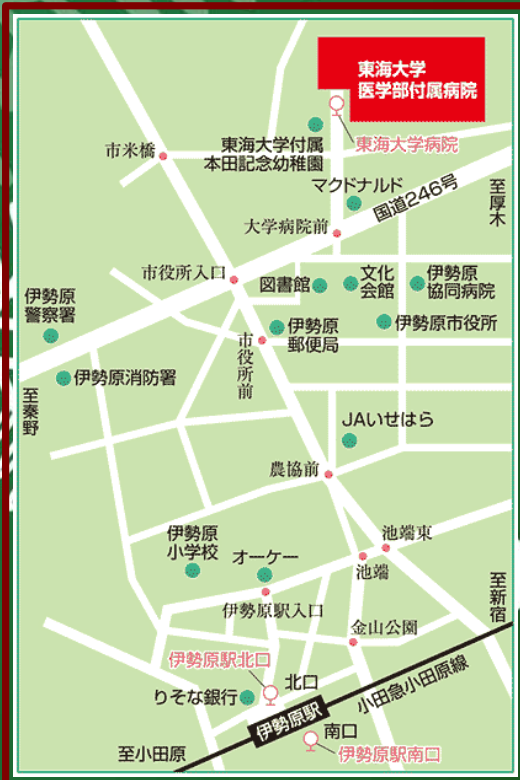 東海大学
医学部付属病院
東海大学病院
東海大学付属
本田記念幼稚園
市米橋
マクドナルド
国道246号
至厚木
大学病院前
市役所入口
図書館
文化
会館
伊勢原
協同病院
伊勢原
警察署
伊勢原
郵便局
伊勢原市役所
市役所前
伊勢原消防署
至秦野
JAいせはら
農協前
伊勢原
小学校
オーケー
池端東
池端
至新宿
伊勢原駅入口
金山公園
伊勢原駅北口
北口
りそな銀行
小田急小田原線
伊勢原駅
南口
伊勢原駅南口
至小田原